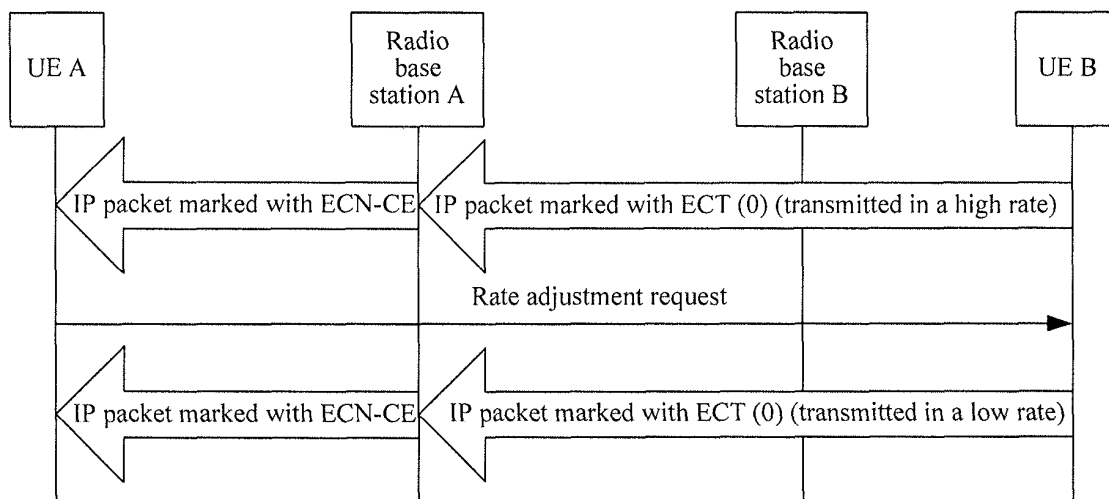 UE A
Radio
base
station A
Radio
base
station B
UE B
IP packet marked with ECN-CE
IP packet marked with ECT (0) (transmitted in a high rate)
Rate adjustment request
IP packet marked with ECN-CE
IP packet marked with ECT (0) (transmitted in a low rate)